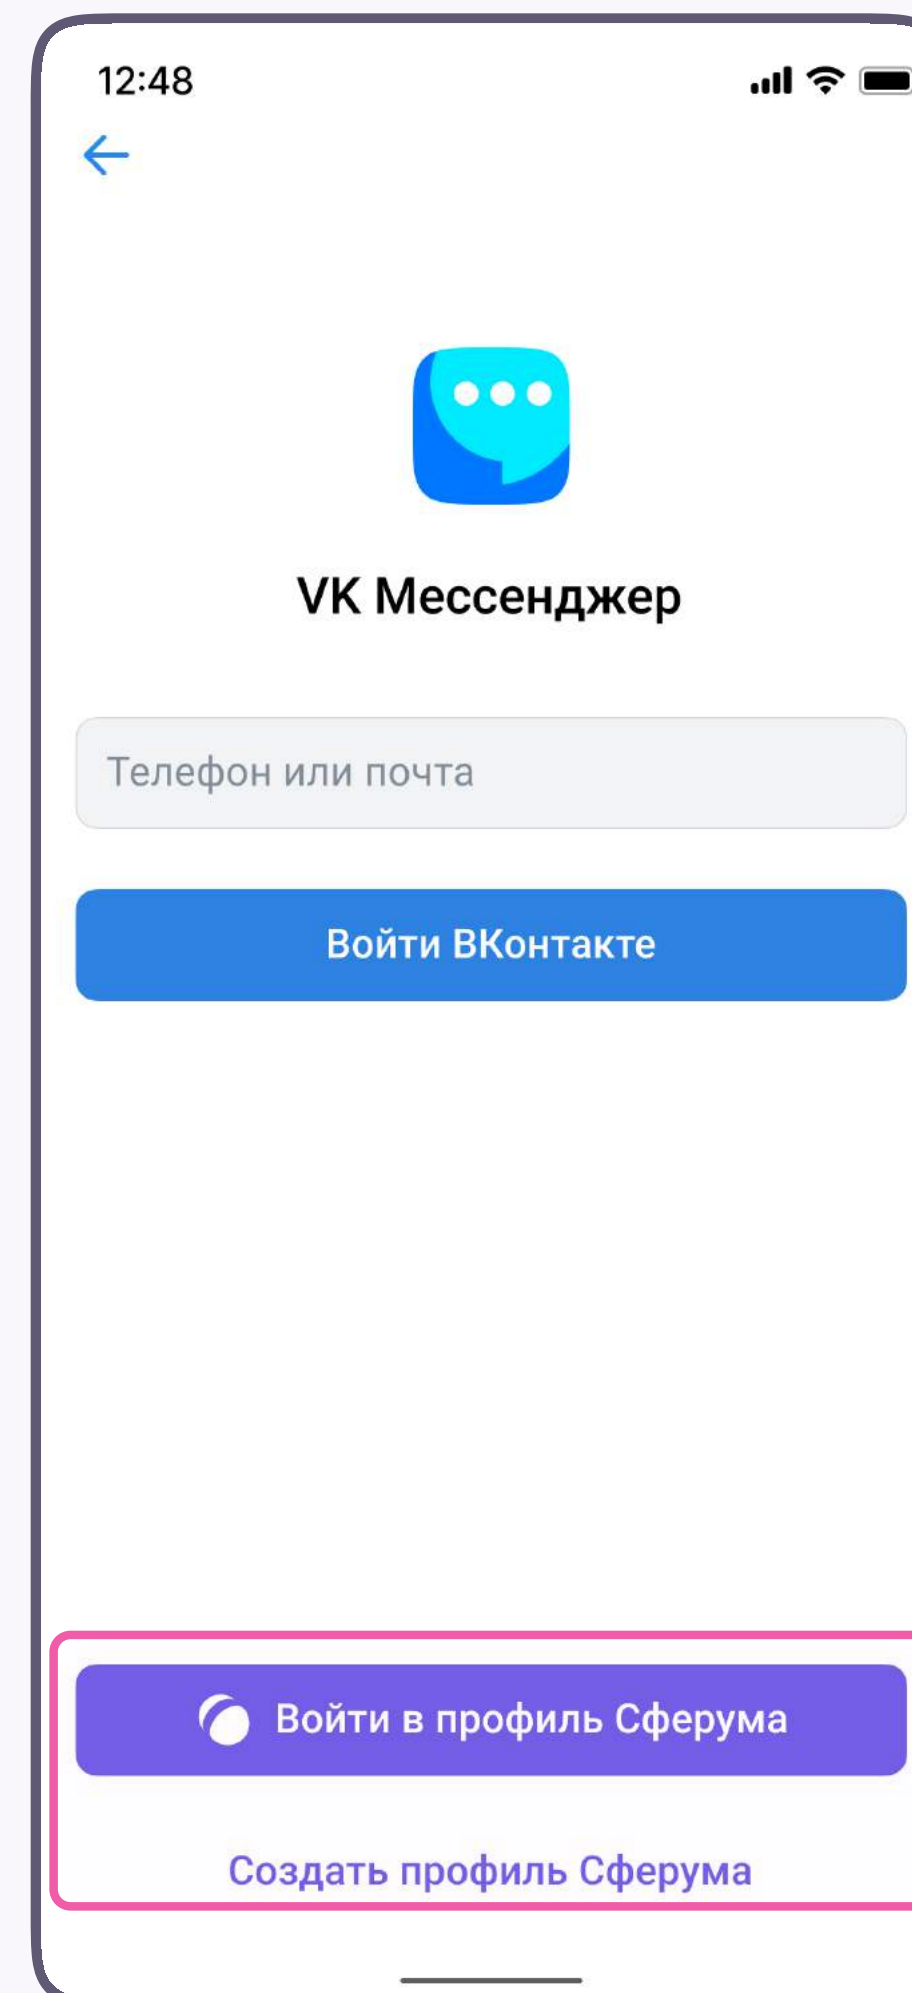 12:48
VK Мессенджер
Телефон или почта
Войти ВКонтакте
Войти в профиль Сферума
Создать профиль Сферума